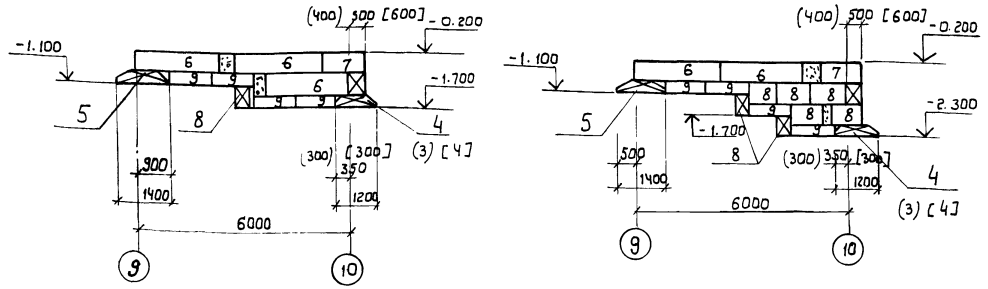 (400) 500 [600]
-0.200
-1.100
6 6 7
9 9 6
-1.700
9 9
5 8 4
(300) [300] (3) [4]
350
900
1400 1200
6000
9 10
(400) 500 [600]
-0.200
-1.100
6 6 7
9 9 8 8 8
9 8 8
-2.300
9
5 -1.700
8 (300) 350 [300]
500
1400 1200 4
(3) [4]
6000
9 10